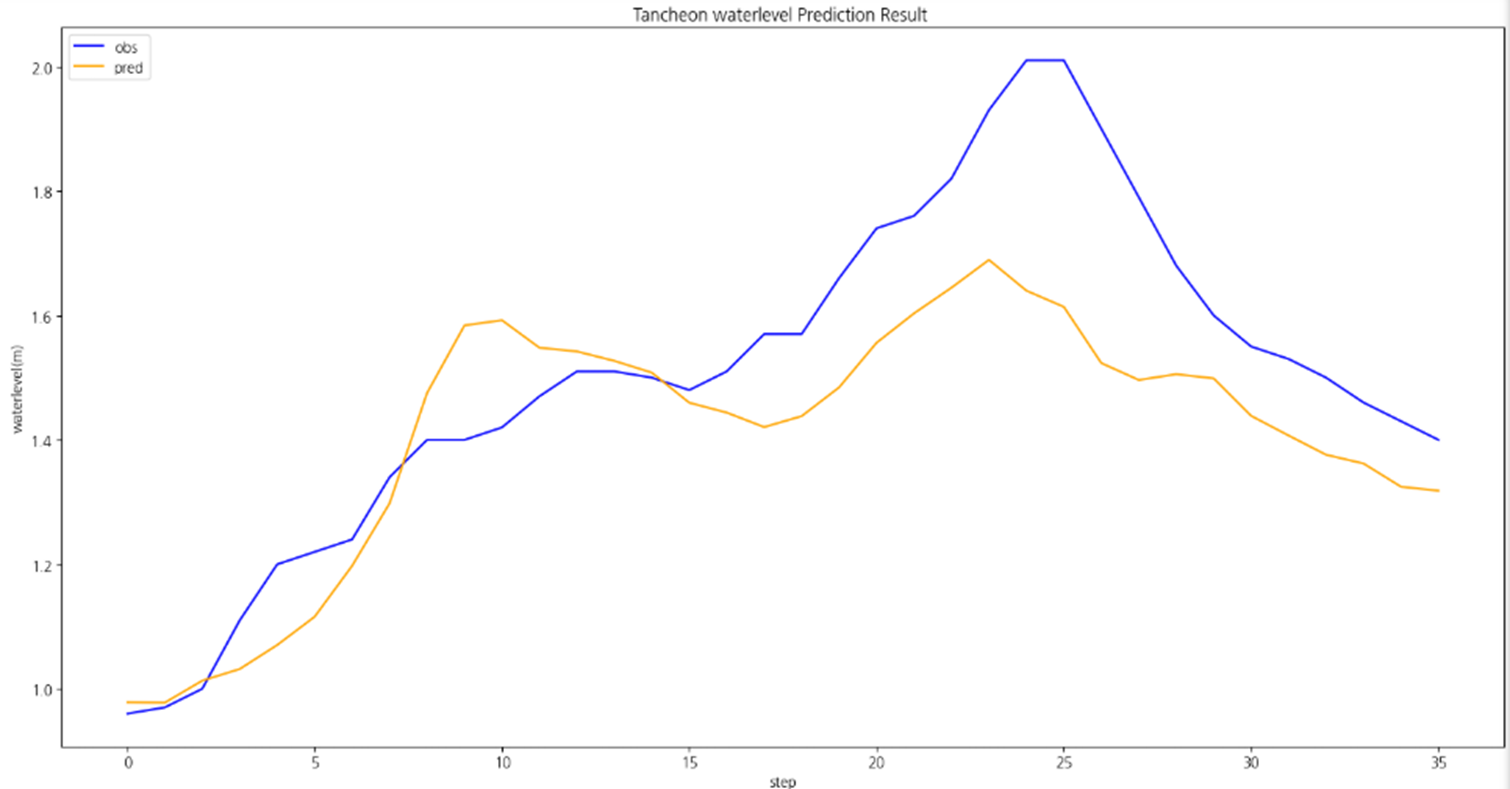 Tancheon waterlevel Prediction Result
obs
pred
2.0
1.8
1.6
1.4
1.2
1.0
waterlevel(m)
0 5 10 15 20 25 30 35
step